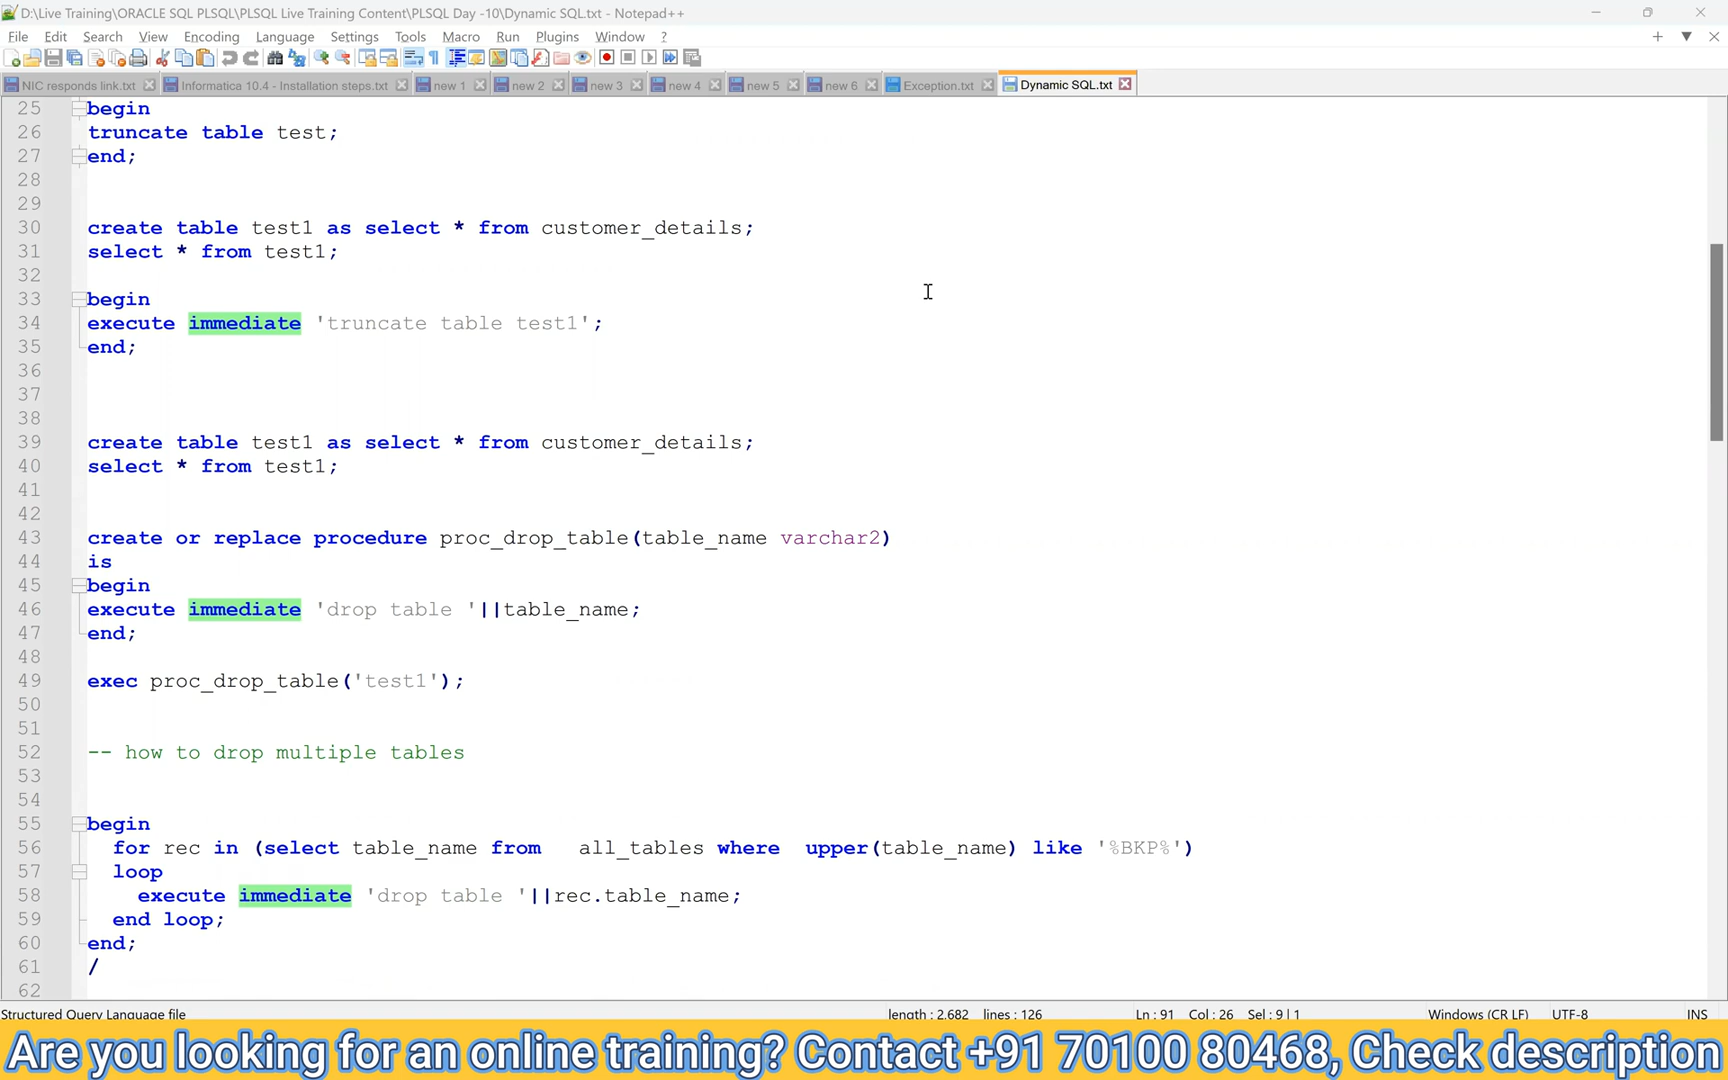 D:\Live Training\ORACLE SQL PLSQL\PLSQL Live Training Content\PLSQL Day -10\Dynamic SQL.txt - Notepad++
File Edit Search View Encoding Language Settings Tools Macro Run Plugins Window ?
NIC responds link.txt Informatica 10.4 - Installation steps.txt new 1 new 2 new 3 new 4 new 5 new 6 Exception.txt Dynamic SQL.txt
25 begin
26 truncate table test;
27 end;
28
29
30 create table test1 as select * from customer_details;
31 select * from test1;
32
33 begin
34 execute immediate 'truncate table test1';
35 end;
36
37
38
39 create table test1 as select * from customer_details;
40 select * from test1;
41
42
43 create or replace procedure proc_drop_table(table_name varchar2)
44 is
45 begin
46 execute immediate 'drop table '||table_name;
47 end;
48
49 exec proc_drop_table('test1');
50
51
52 -- how to drop multiple tables
53
54
55 begin
56 for rec in (select table_name from all_tables where upper(table_name) like '%BKP%')
57 loop
58 execute immediate 'drop table '||rec.table_name;
59 end loop;
60 end;
61 /
62
Structured Query Language file length : 2,682 lines : 126 Ln : 91 Col : 26 Sel : 9 | 1 Windows (CR LF) UTF-8 INS
Are you looking for an online training? Contact +91 70100 80468, Check description